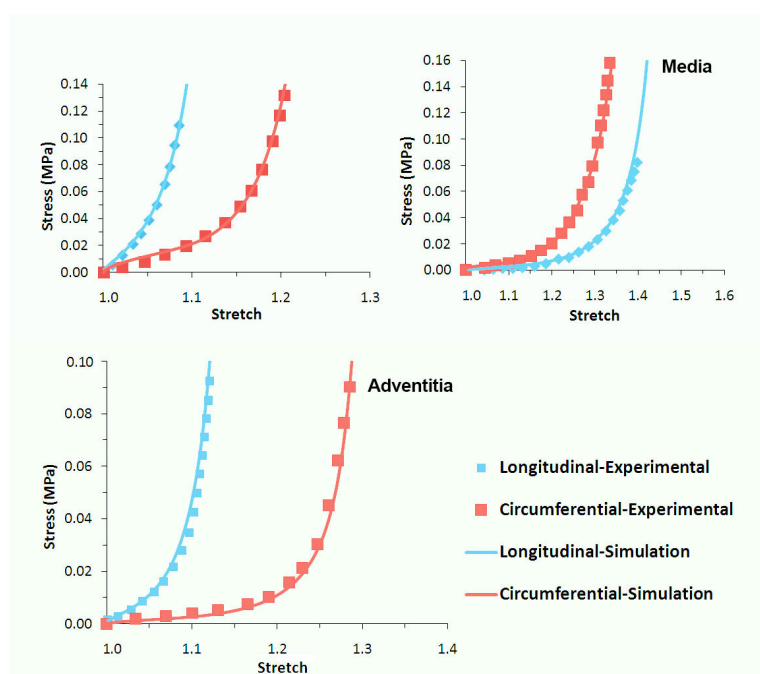 0.14
0.12
0.10
0.08
0.06
0.04
0.02
0.00
Stress (MPa)
1.0 1.1 1.2 1.3
Stretch
Media
0.16
0.14
0.12
0.10
0.08
0.06
0.04
0.02
0.00
Stress (MPa)
1.0 1.1 1.2 1.3 1.4 1.5 1.6
Stretch
Adventitia
0.10
0.08
0.06
0.04
0.02
0.00
Stress (MPa)
1.0 1.1 1.2 1.3 1.4
Stretch
Longitudinal-Experimental
Circumferential-Experimental
Longitudinal-Simulation
Circumferential-Simulation